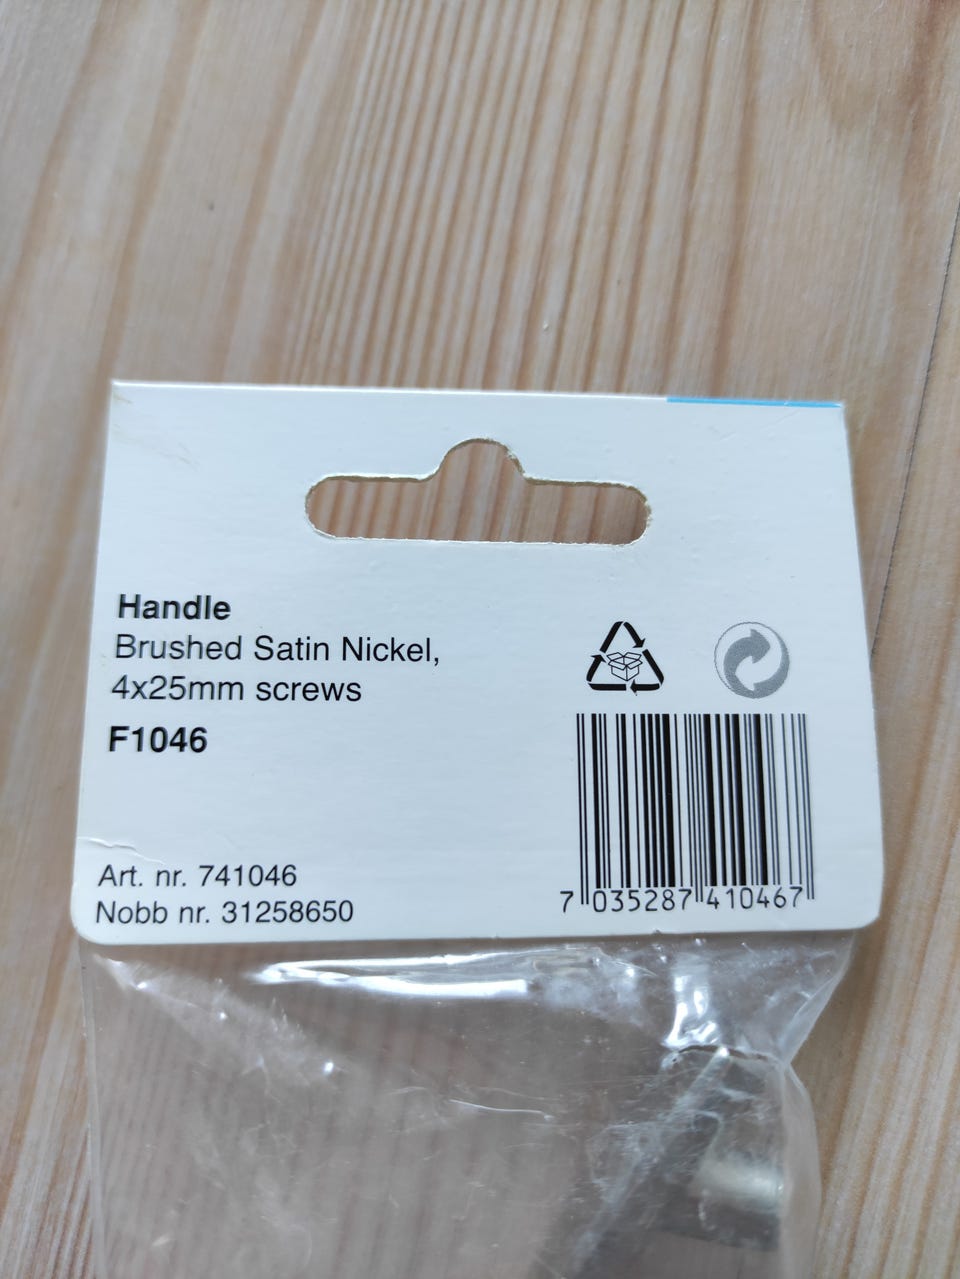 Handle
Brushed Satin Nickel,
4x25mm screws
F1046
Art. nr. 741046
Nobb nr. 31258650
7 035287 410467